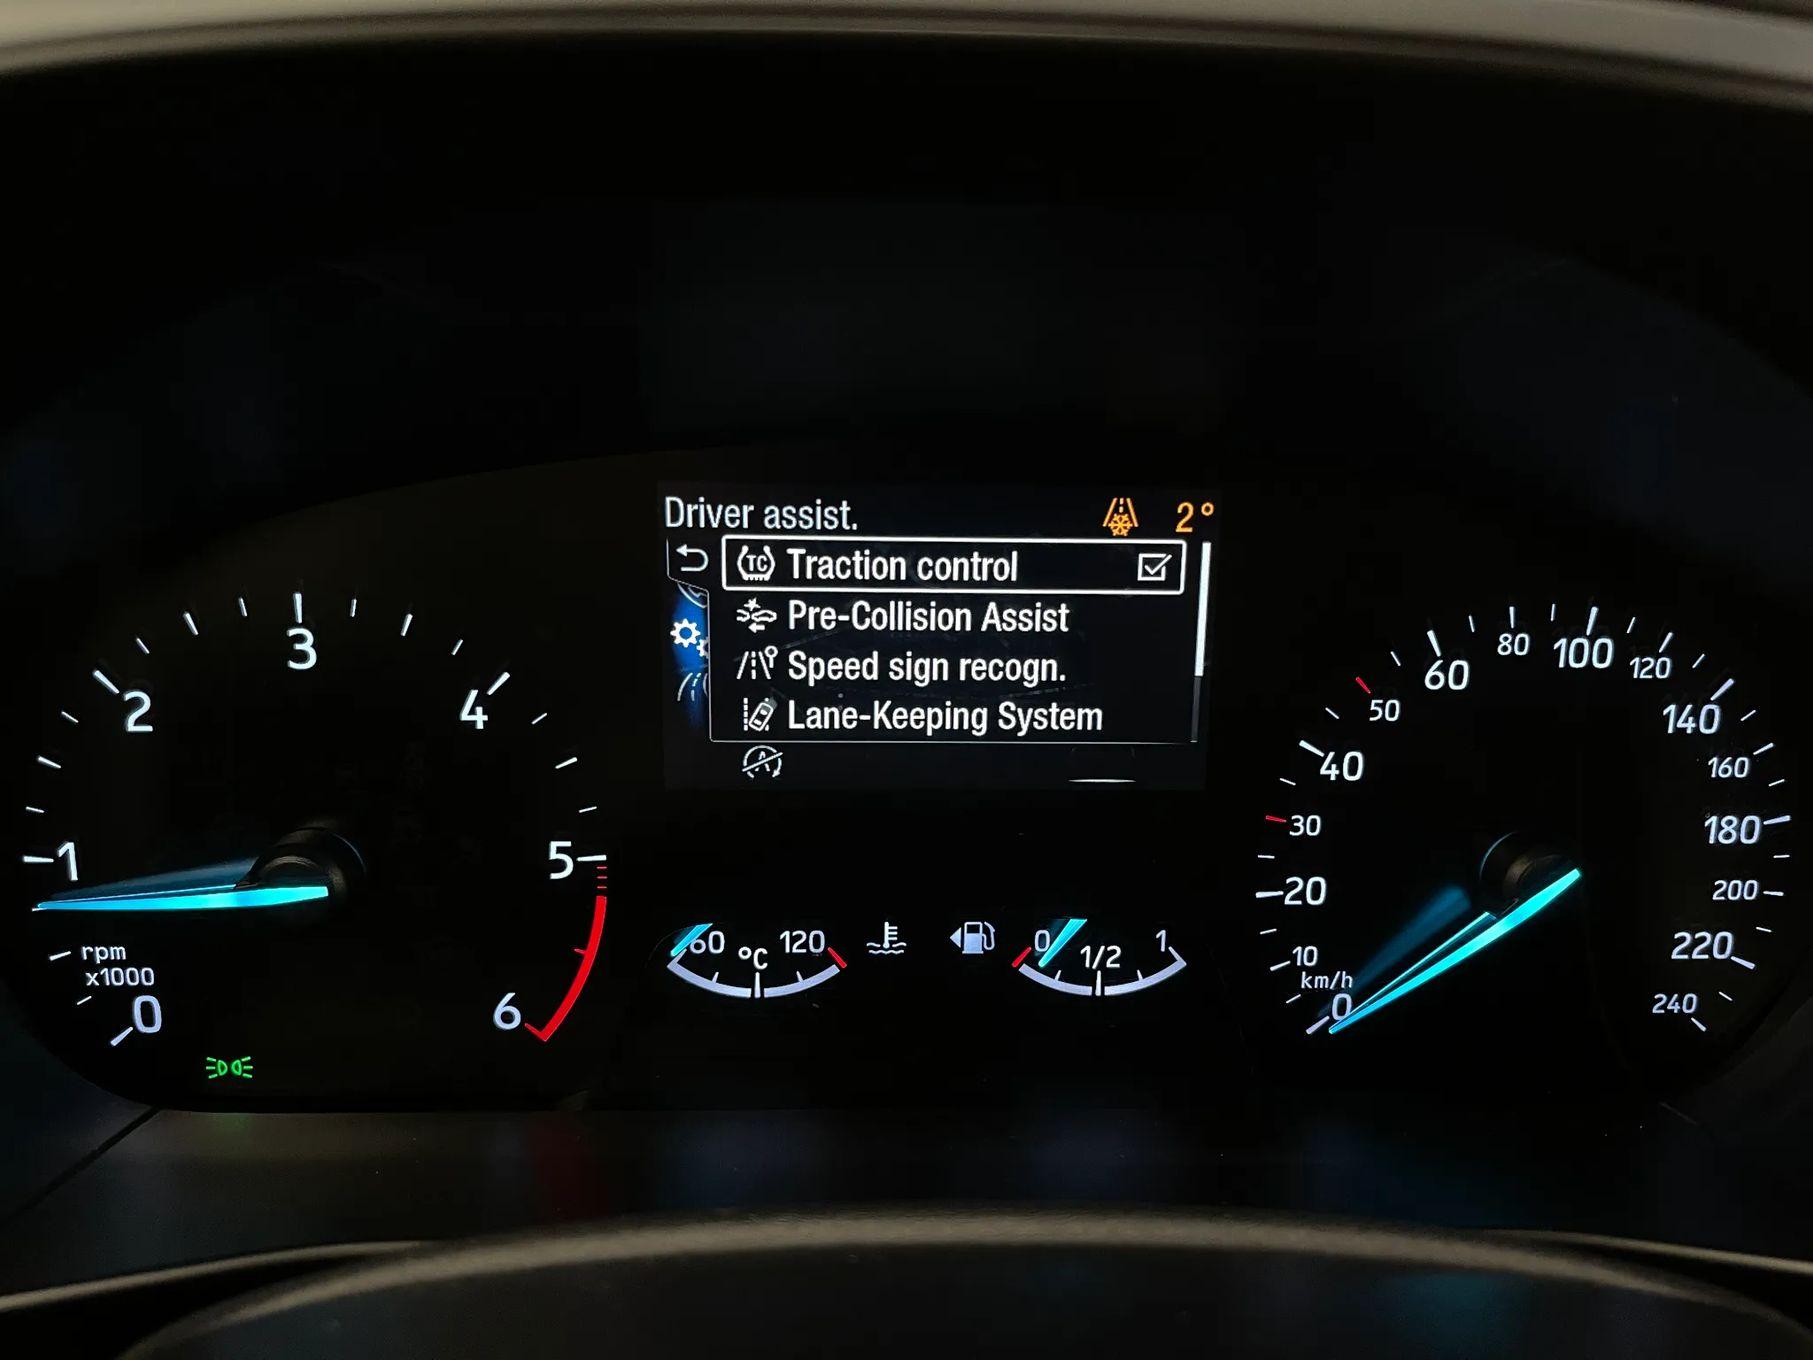 Driver assist. 2°
TC Traction control
Pre-Collision Assist
Speed sign recogn.
Lane-Keeping System
A
0
1
2
3
4
5
6
rpm
x1000
60
°C
120
0
1/2
1
0
10
20
30
40
50
60
80
100
120
140
160
180
200
220
240
km/h